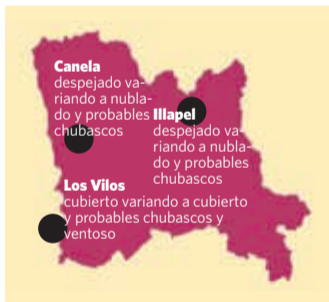 Canela
despejado va-
riando a nubla-
do y probables
chubascos
Illapel
despejado va-
riando a nubla-
do y probables
chubascos
Los Vilos
cubierto variando a cubierto
y probables chubascos y
ventoso